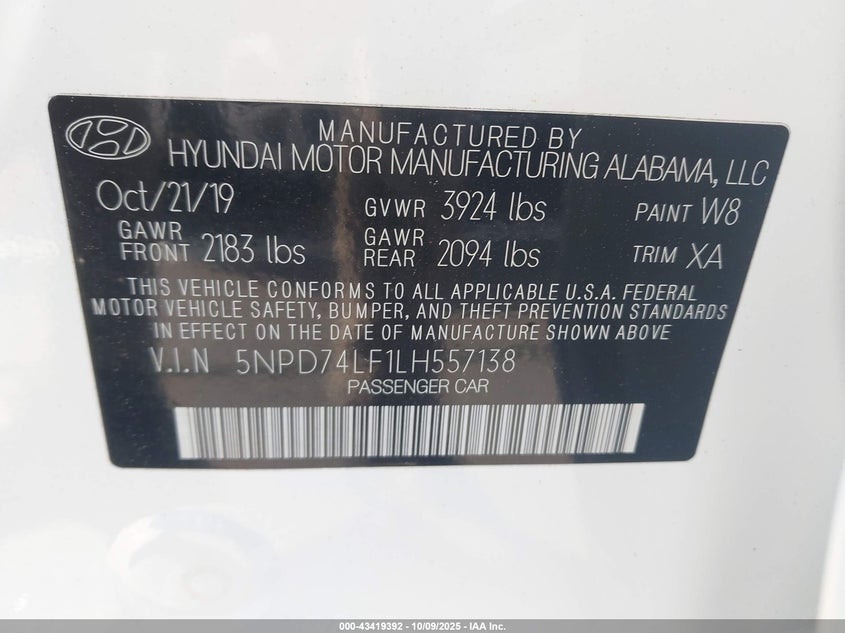 MANUFACTURED BY
HYUNDAI MOTOR MANUFACTURING ALABAMA, LLC
Oct/21/19 GVWR 3924 lbs PAINT W8
GAWR FRONT 2183 lbs GAWR REAR 2094 lbs TRIM XA
THIS VEHICLE CONFORMS TO ALL APPLICABLE U.S.A. FEDERAL
MOTOR VEHICLE SAFETY, BUMPER, AND THEFT PREVENTION STANDARDS
IN EFFECT ON THE DATE OF MANUFACTURE SHOWN ABOVE
V.I.N 5NPD74LF1LH557138
PASSENGER CAR
000-43419392 - 10/09/2025 - IAA Inc.